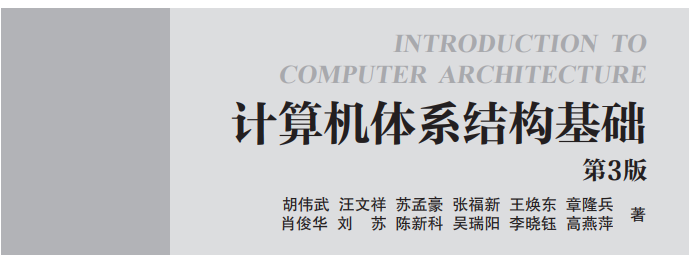 INTRODUCTION TO
COMPUTER ARCHITECTURE
计算机体系结构基础
第3版
胡伟武 汪文祥 苏孟豪 张福新 王焕东 章隆兵
肖俊华 刘 苏 陈新科 吴瑞阳 李晓钰 高燕萍 著